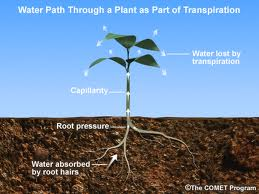 Water Path Through a Plant as Part of Transpiration
Water lost by
transpiration
Capillarity
Root pressure
Water absorbed
by root hairs
©The COMET Program